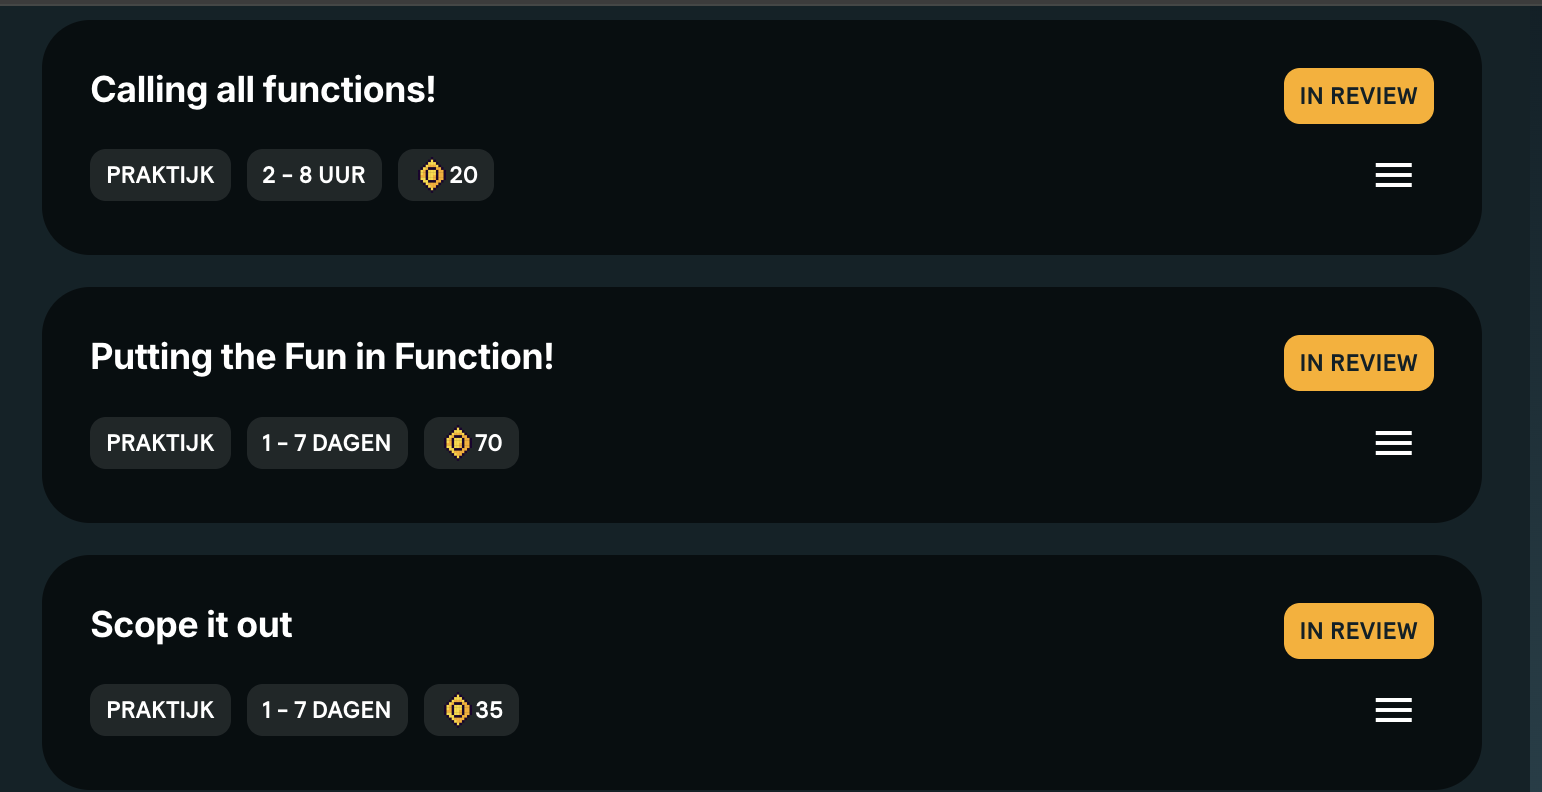 Calling all functions!
IN REVIEW
PRAKTIJK
2 – 8 UUR
20
Putting the Fun in Function!
IN REVIEW
PRAKTIJK
1 – 7 DAGEN
70
Scope it out
IN REVIEW
PRAKTIJK
1 – 7 DAGEN
35